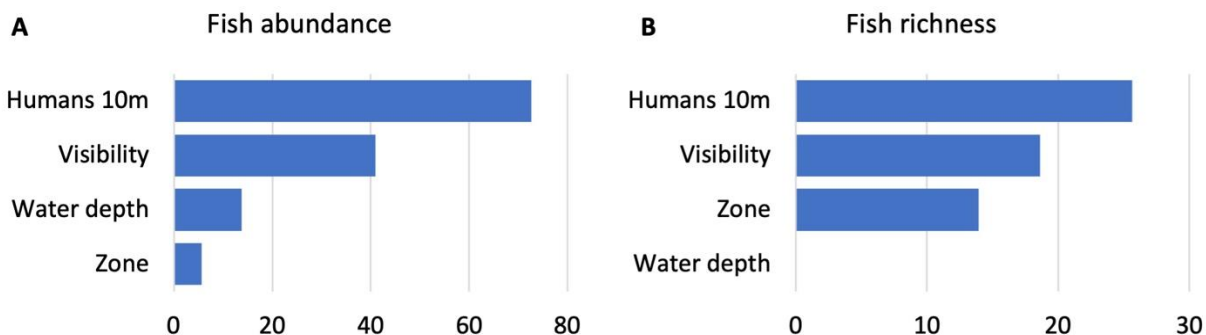 A Fish abundance
Humans 10m
Visibility
Water depth
Zone
0 20 40 60 80
B Fish richness
Humans 10m
Visibility
Zone
Water depth
0 10 20 30